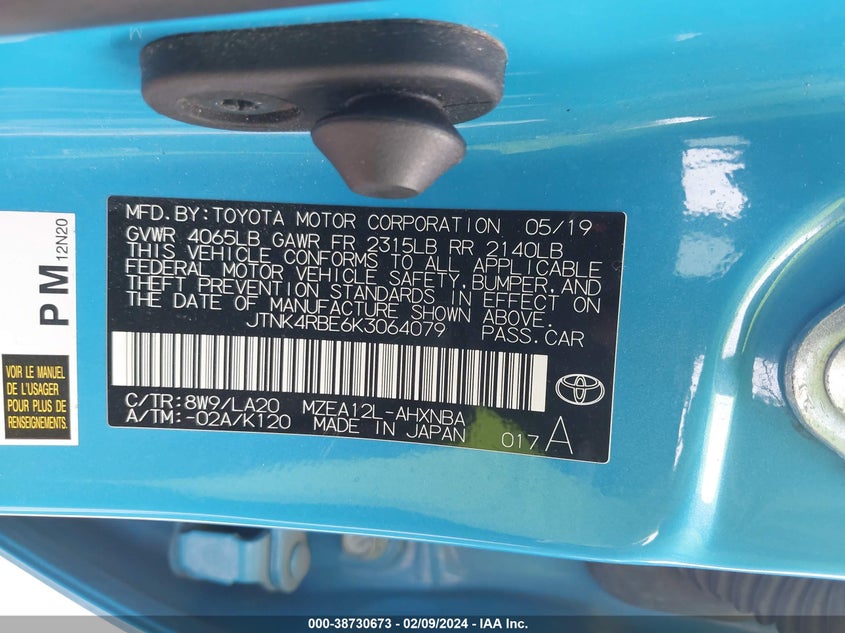 MFD.BY:TOYOTA MOTOR CORPORATION 05/19
GVWR 4065LB GAWR FR 2315LB RR 2140LB
THIS VEHICLE CONFORMS TO ALL APPLICABLE
FEDERAL MOTOR VEHICLE SAFETY,BUMPER,AND
THEFT PREVENTION STANDARDS IN EFFECT ON
THE DATE OF MANUFACTURE SHOWN ABOVE.
JTNK4RBE6K3064079 PASS.CAR
C/TR:8W9/LA20 MZEA12L-AHXNBA
A/TM:-02A/K120 MADE IN JAPAN 017A
PM 12N20
VOIR LE MANUEL
DE L'USAGER
POUR PLUS DE
RENSEIGNEMENTS
000-38730673 - 02/09/2024 - IAA Inc.